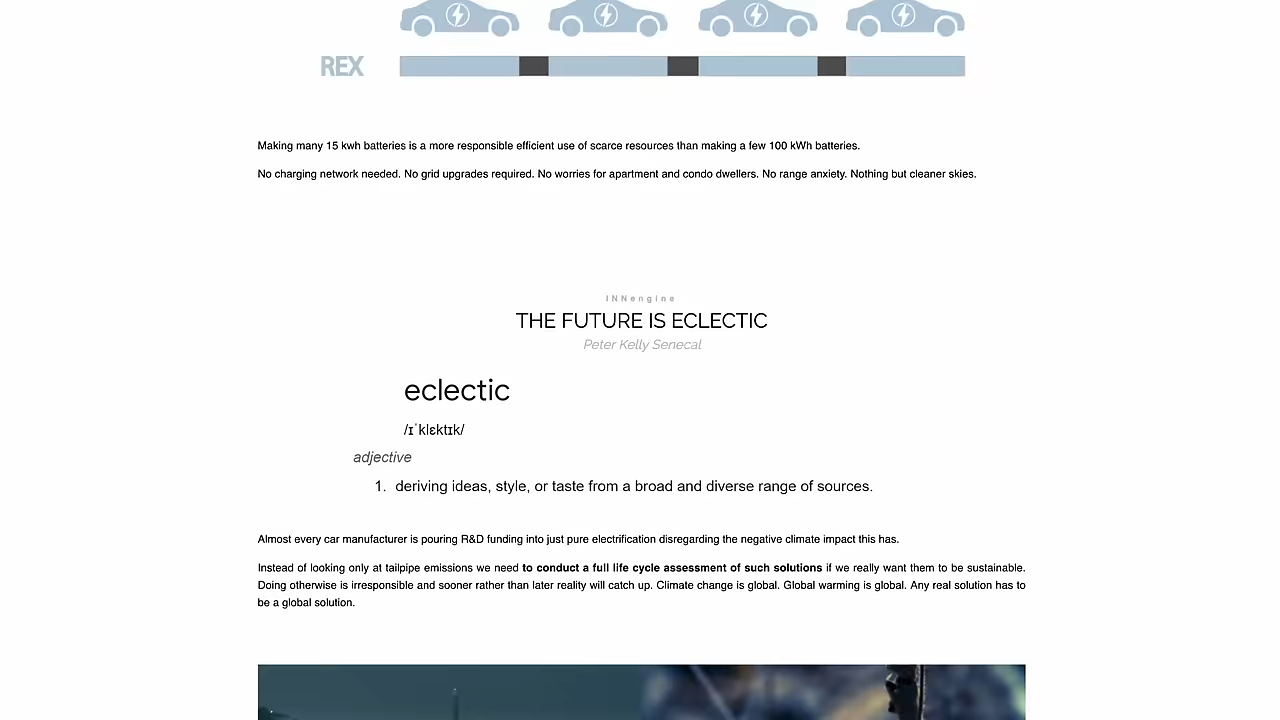 REX
Making many 15 kwh batteries is a more responsible efficient use of scarce resources than making a few 100 kWh batteries.
No charging network needed. No grid upgrades required. No worries for apartment and condo dwellers. No range anxiety. Nothing but cleaner skies.
INNengine
THE FUTURE IS ECLECTIC
Peter Kelly Senecal
eclectic
/ɪˈklɛktɪk/
adjective
1. deriving ideas, style, or taste from a broad and diverse range of sources.
Almost every car manufacturer is pouring R&D funding into just pure electrification disregarding the negative climate impact this has.
Instead of looking only at tailpipe emissions we need to conduct a full life cycle assessment of such solutions if we really want them to be sustainable.
Doing otherwise is irresponsible and sooner rather than later reality will catch up. Climate change is global. Global warming is global. Any real solution has to
be a global solution.